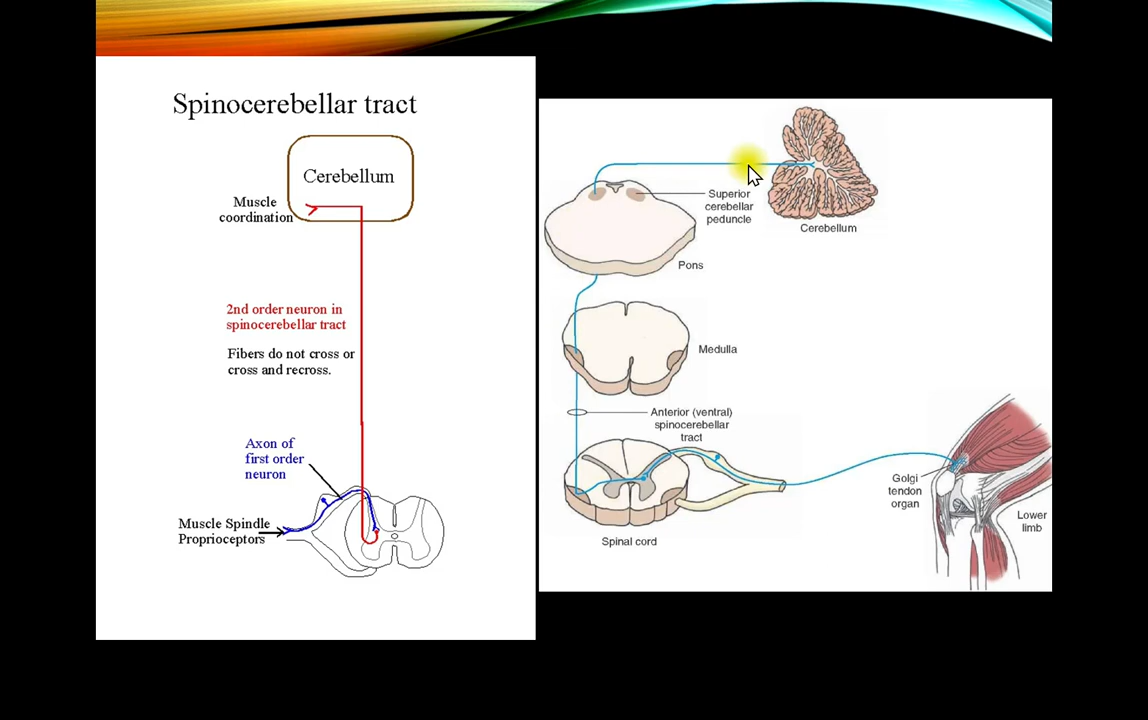 Spinocerebellar tract
Cerebellum
Muscle
coordination
2nd order neuron in
spinocerebellar tract
Fibers do not cross or
cross and recross.
Axon of
first order
neuron
Muscle Spindle
Proprioceptors
Superior
cerebellar
peduncle
Cerebellum
Pons
Medulla
Anterior (ventral)
spinocerebellar
tract
Golgi
tendon
organ
Lower
limb
Spinal cord